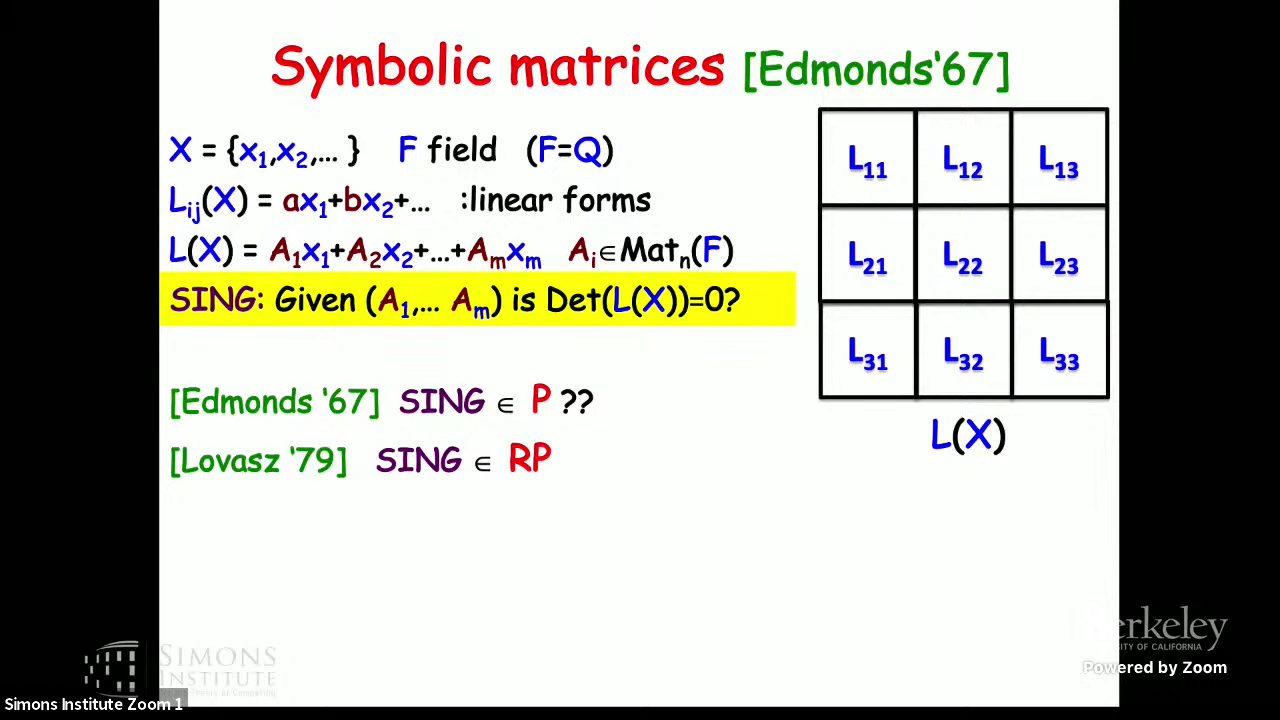 Symbolic matrices [Edmonds'67]
X = {x₁,x₂,… } F field (F=Q)
Lᵢⱼ(X) = ax₁+bx₂+… :linear forms
L(X) = A₁x₁+A₂x₂+…+Aₘxₘ Aᵢ∈Matₙ(F)
SING: Given (A₁,… Aₘ) is Det(L(X))=0?
[Edmonds '67] SING ∈ P ??
[Lovasz '79] SING ∈ RP
L₁₁ L₁₂ L₁₃
L₂₁ L₂₂ L₂₃
L₃₁ L₃₂ L₃₃
L(X)
SIMONS
INSTITUTE
Berkeley
OF CALIFORNIA
Powered by Zoom
Simons Institute Zoom 1